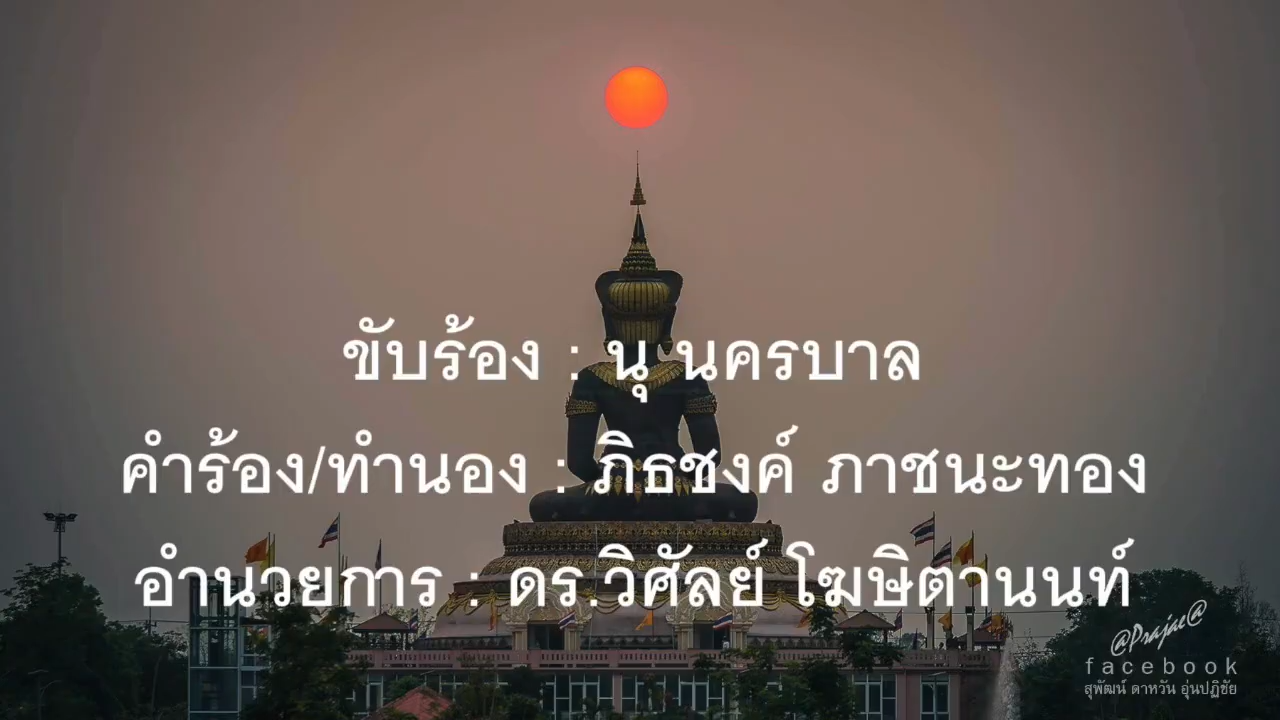 ขับร้อง : นุ นครบาล
คำร้อง/ทำนอง : ภิธชงค์ ภาชนะทอง
อำนวยการ : ดร.วิศัลย์ โฆษิตานนท์
@Prajae@
facebook
สุพัฒน์ ดาหวัน อุ่นปฏิชัย